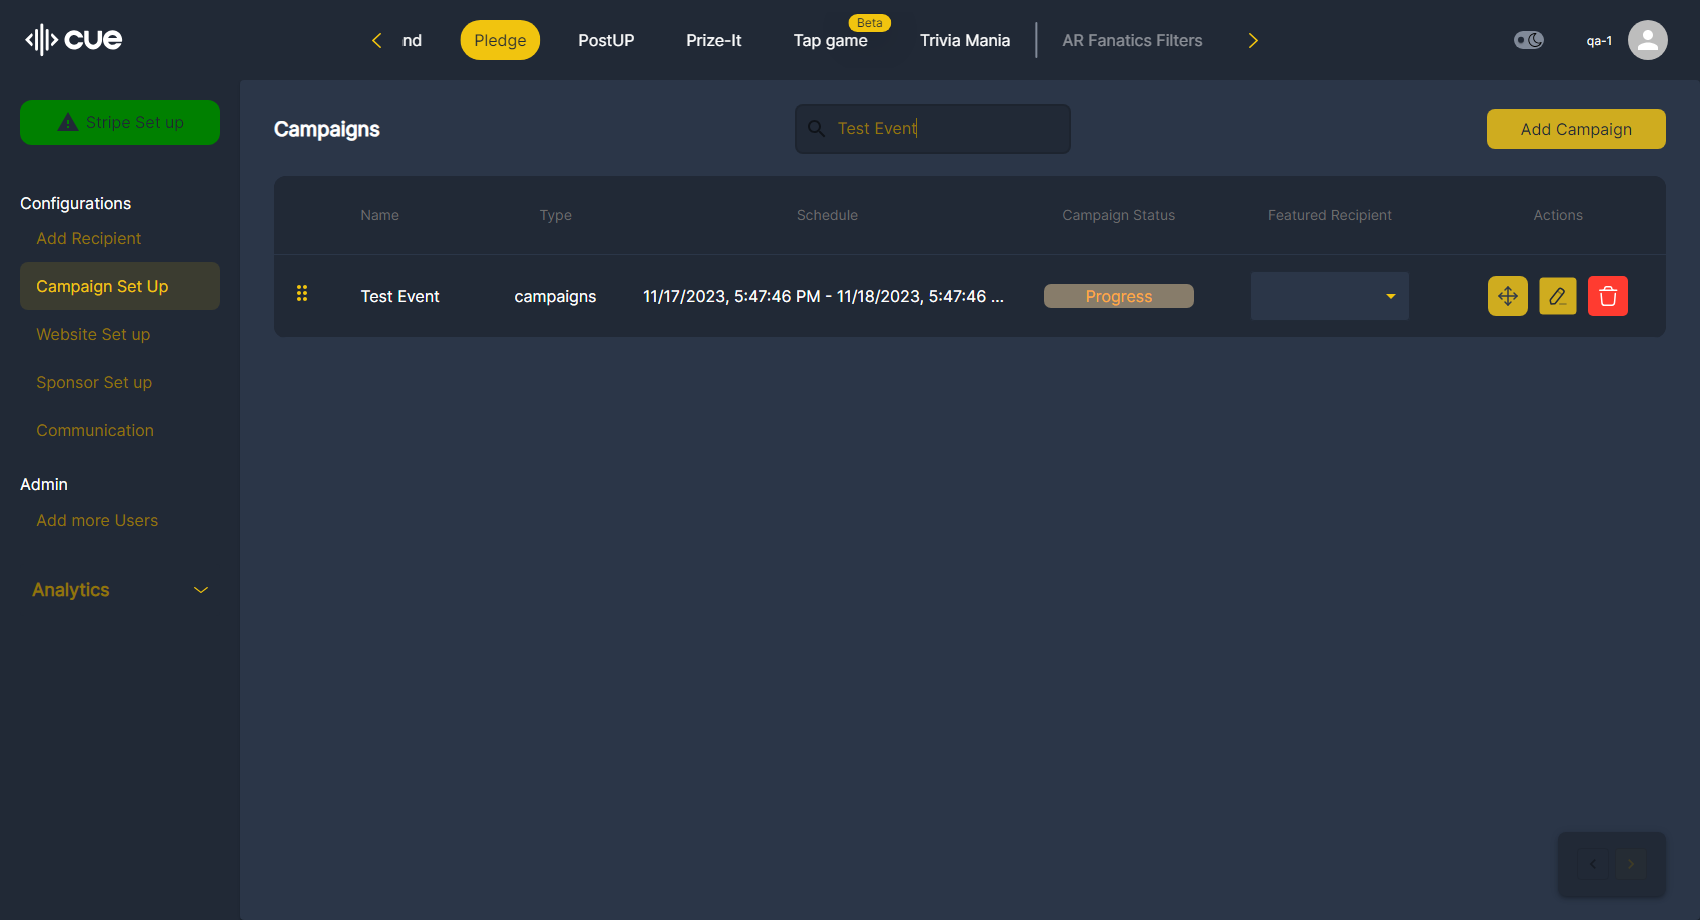 cue
nd
Pledge
PostUP
Prize-It
Tap game
Beta
Trivia Mania
AR Fanatics Filters
qa-1
Stripe Set up
Configurations
Add Recipient
Campaign Set Up
Website Set up
Sponsor Set up
Communication
Admin
Add more Users
Analytics
Campaigns
Test Event
Add Campaign
Name Type Schedule Campaign Status Featured Recipient Actions
Test Event campaigns 11/17/2023, 5:47:46 PM - 11/18/2023, 5:47:46 ... Progress